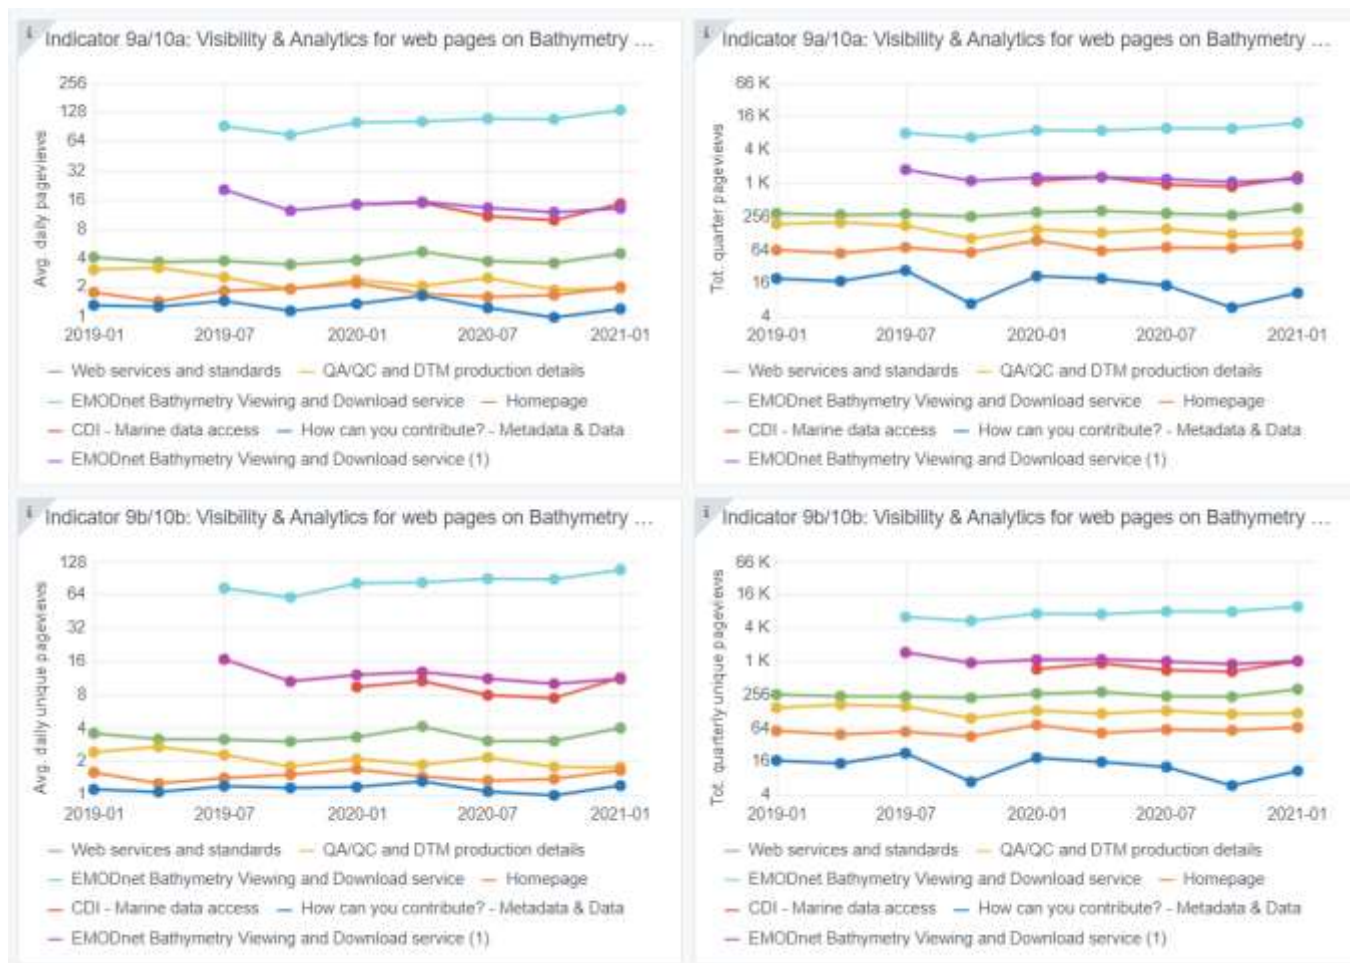 i Indicator 9a/10a: Visibility & Analytics for web pages on Bathymetry ...
Avg. daily pageviews
256
128
64
32
16
8
4
2
1
2019-01 2019-07 2020-01 2020-07 2021-01
Web services and standards QA/QC and DTM production details
EMODnet Bathymetry Viewing and Download service Homepage
CDI - Marine data access How can you contribute? - Metadata & Data
EMODnet Bathymetry Viewing and Download service (1)
i Indicator 9a/10a: Visibility & Analytics for web pages on Bathymetry ...
Tot. quarter pageviews
66 K
16 K
4 K
1 K
256
64
16
4
2019-01 2019-07 2020-01 2020-07 2021-01
Web services and standards QA/QC and DTM production details
EMODnet Bathymetry Viewing and Download service Homepage
CDI - Marine data access How can you contribute? - Metadata & Data
EMODnet Bathymetry Viewing and Download service (1)
i Indicator 9b/10b: Visibility & Analytics for web pages on Bathymetry ...
Avg. daily unique pageviews
128
64
32
16
8
4
2
1
2019-01 2019-07 2020-01 2020-07 2021-01
Web services and standards QA/QC and DTM production details
EMODnet Bathymetry Viewing and Download service Homepage
CDI - Marine data access How can you contribute? - Metadata & Data
EMODnet Bathymetry Viewing and Download service (1)
i Indicator 9b/10b: Visibility & Analytics for web pages on Bathymetry ...
Tot. quarterly unique pageviews
66 K
16 K
4 K
1 K
256
64
16
4
2019-01 2019-07 2020-01 2020-07 2021-01
Web services and standards QA/QC and DTM production details
EMODnet Bathymetry Viewing and Download service Homepage
CDI - Marine data access How can you contribute? - Metadata & Data
EMODnet Bathymetry Viewing and Download service (1)